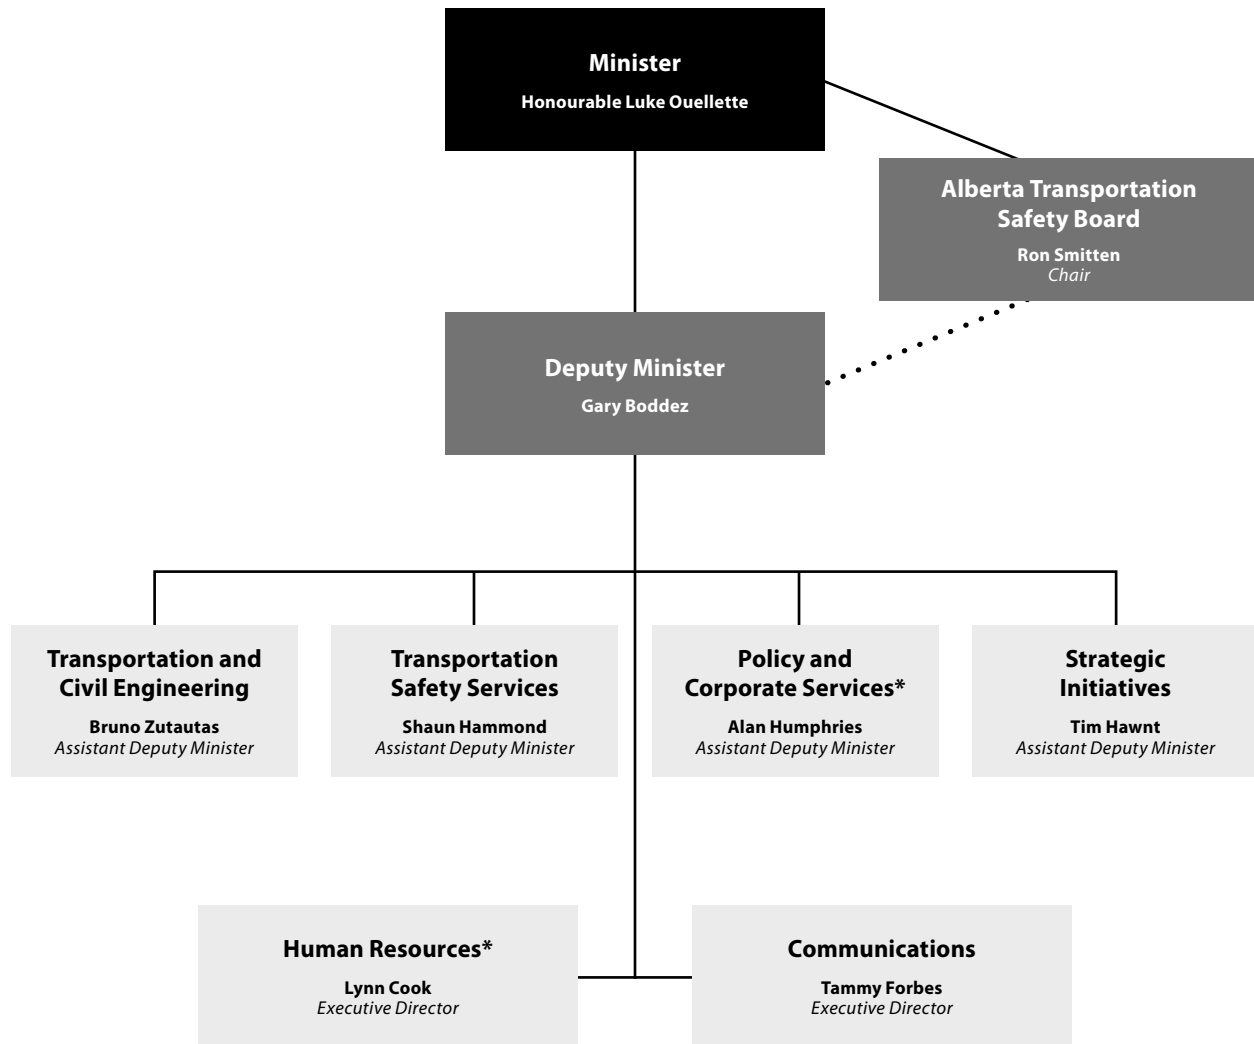 Minister
Honourable Luke Ouellette
Alberta Transportation
Safety Board
Ron Smitten
Chair
Deputy Minister
Gary Boddez
Transportation and
Civil Engineering
Bruno Zutautas
Assistant Deputy Minister
Transportation
Safety Services
Shaun Hammond
Assistant Deputy Minister
Policy and
Corporate Services*
Alan Humphries
Assistant Deputy Minister
Strategic
Initiatives
Tim Hawnt
Assistant Deputy Minister
Human Resources*
Lynn Cook
Executive Director
Communications
Tammy Forbes
Executive Director